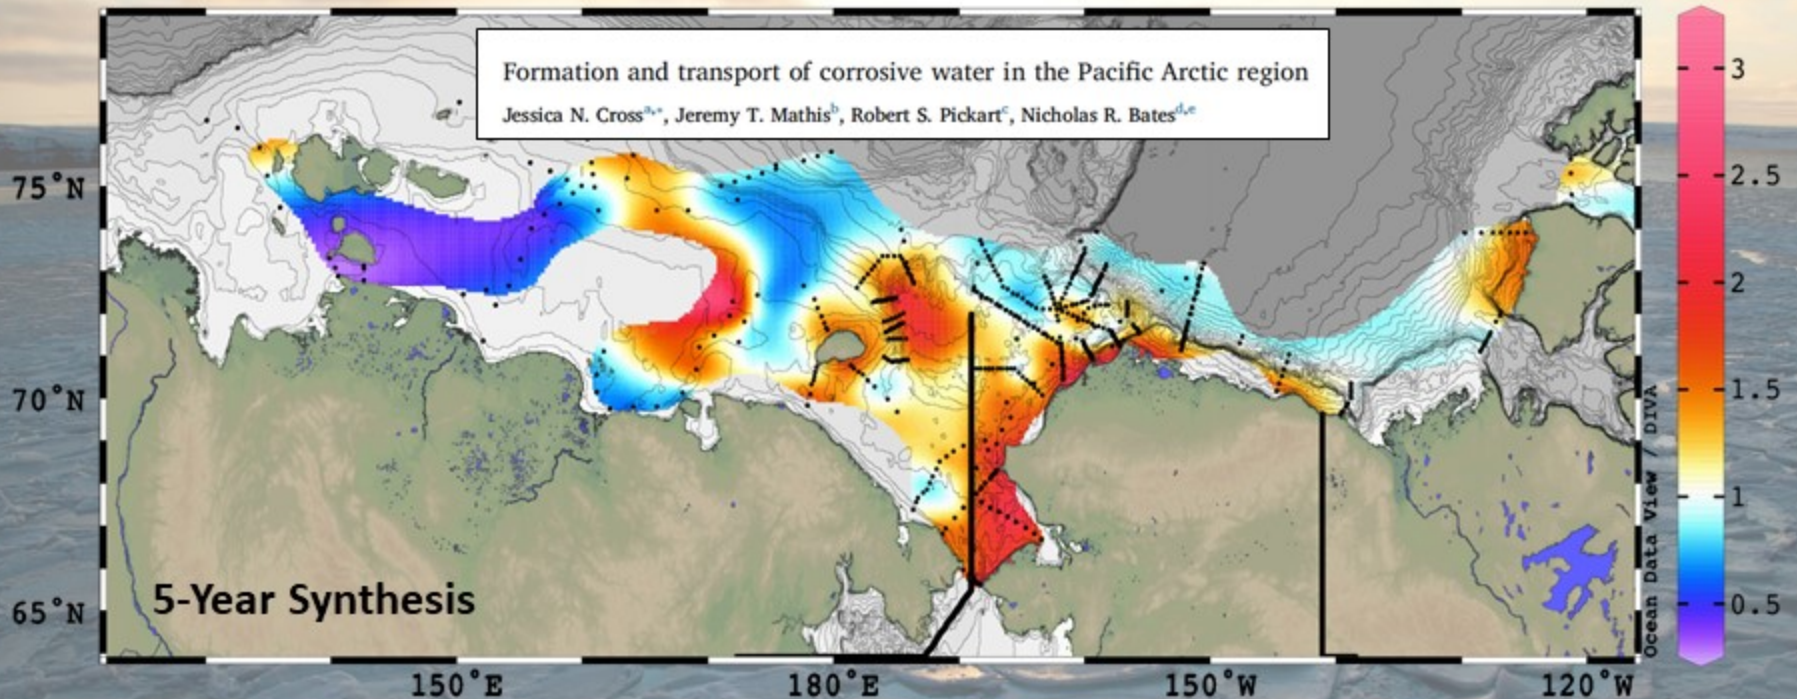 Formation and transport of corrosive water in the Pacific Arctic region
Jessica N. Cross a,*, Jeremy T. Mathis b, Robert S. Pickart c, Nicholas R. Bates d,e
75°N
70°N
65°N
5-Year Synthesis
150°E
180°E
150°W
120°W
3
2.5
2
1.5
1
0.5
Ocean Data View / DIVA